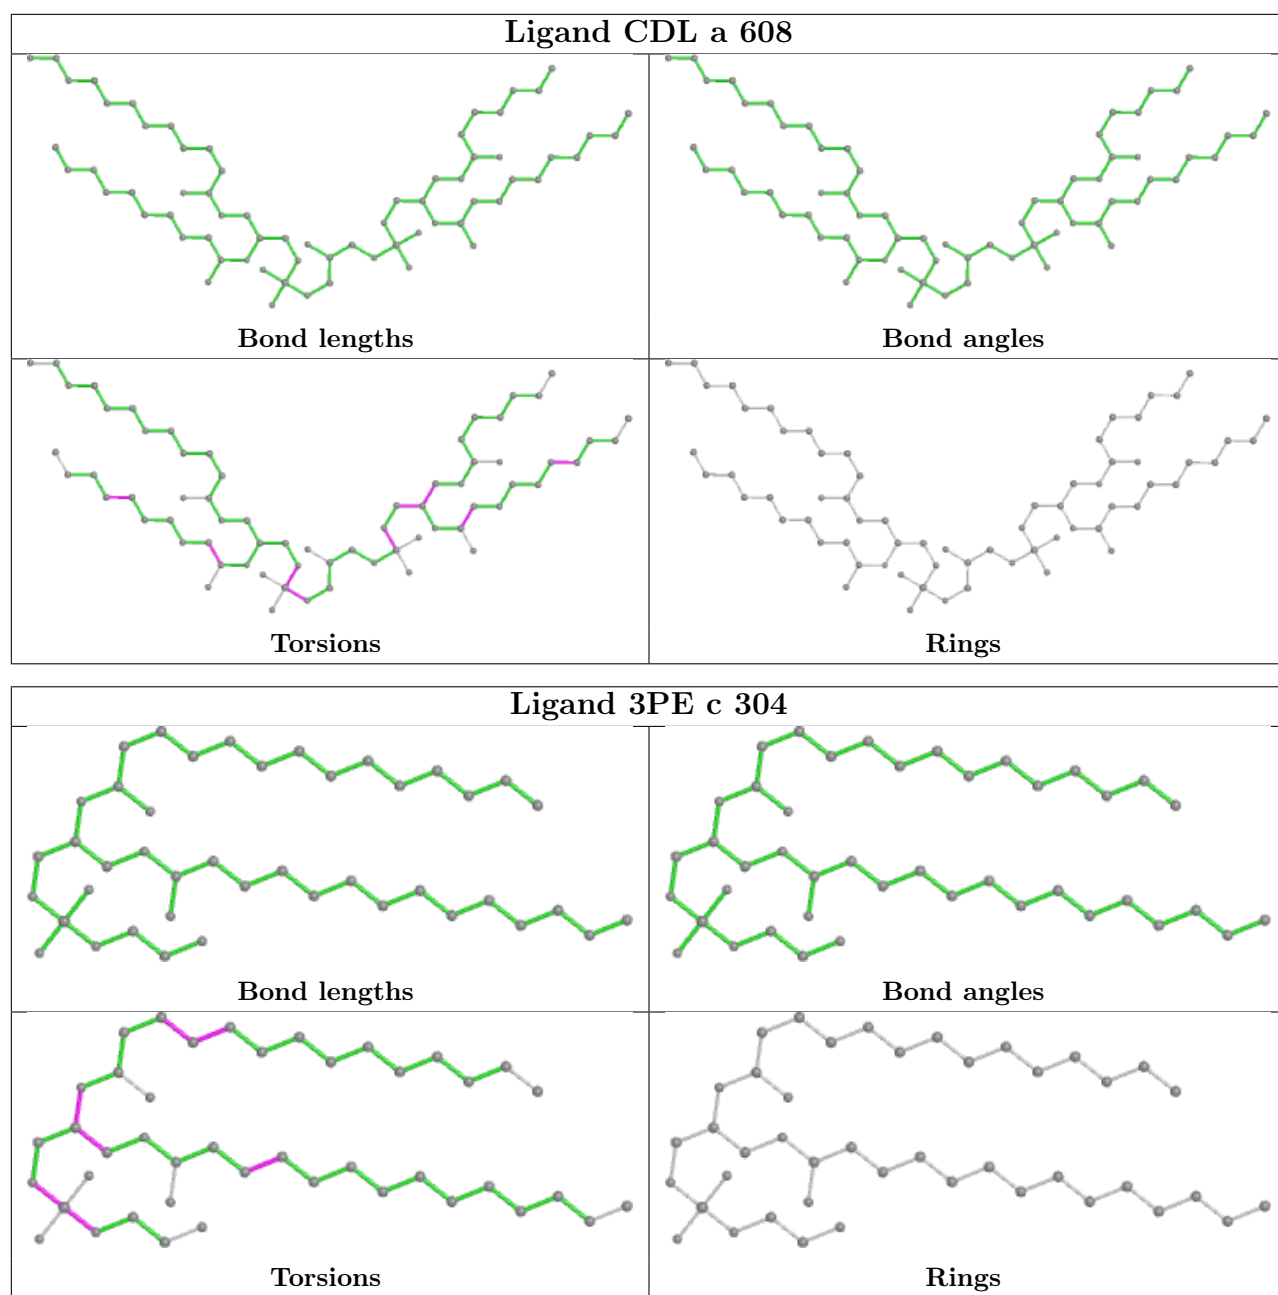 Ligand CDL a 608
Bond lengths
Bond angles
Torsions
Rings
Ligand 3PE c 304
Bond lengths
Bond angles
Torsions
Rings